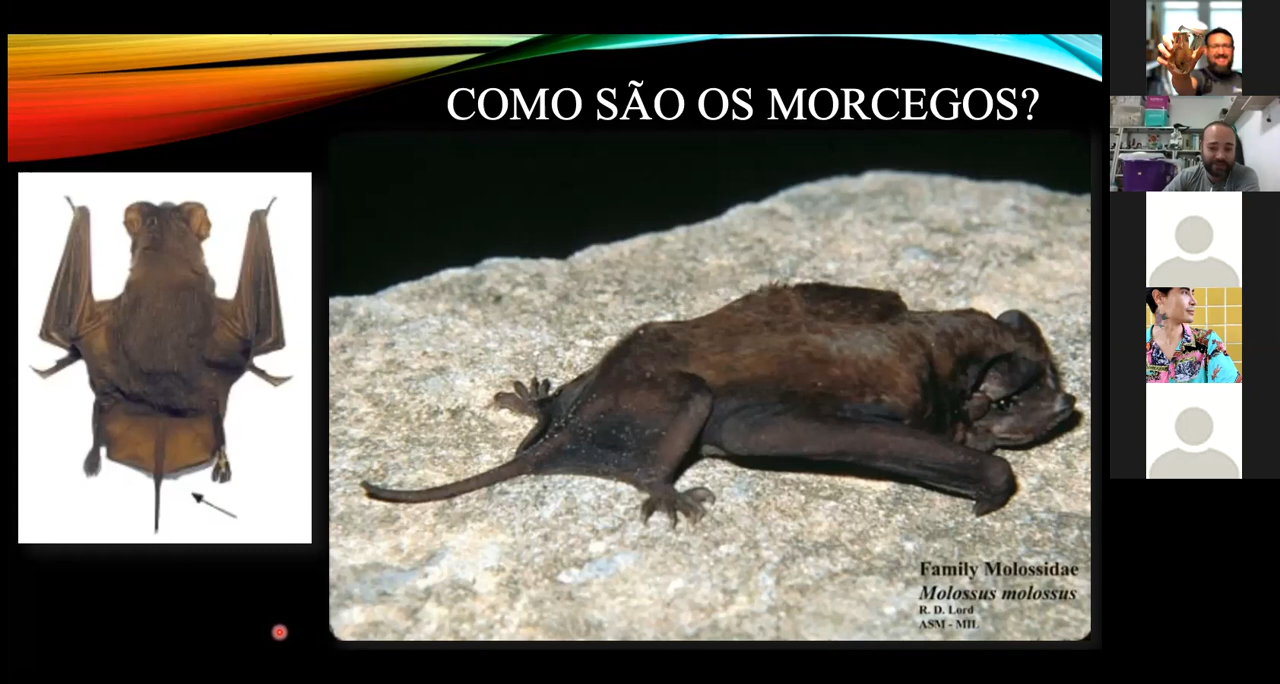 COMO SÃO OS MORCEGOS?
Family Molossidae
Molossus molossus
R. D. Lord
ASM - MIL